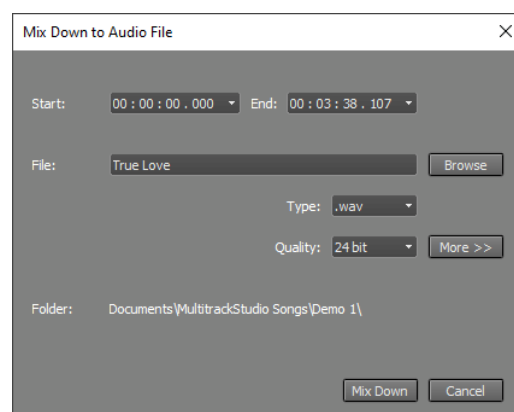 Mix Down to Audio File
Start: 00 : 00 : 00 . 000 End: 00 : 03 : 38 . 107
File: True Love Browse
Type: .wav
Quality: 24 bit More >>
Folder: Documents\MultitrackStudio Songs\Demo 1\
Mix Down Cancel